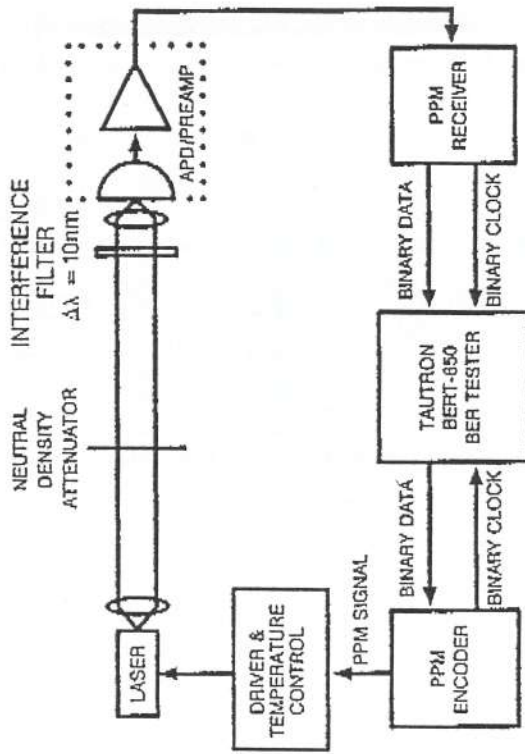 NEUTRAL
DENSITY
ATTENUATOR
INTERFERENCE
FILTER
Δλ = 10nm
LASER
APD/PREAMP
DRIVER &
TEMPERATURE
CONTROL
PPM SIGNAL
PPM
ENCODER
BINARY DATA
BINARY CLOCK
TAUTRON
BERT-650
BER TESTER
BINARY DATA
BINARY CLOCK
PPM
RECEIVER